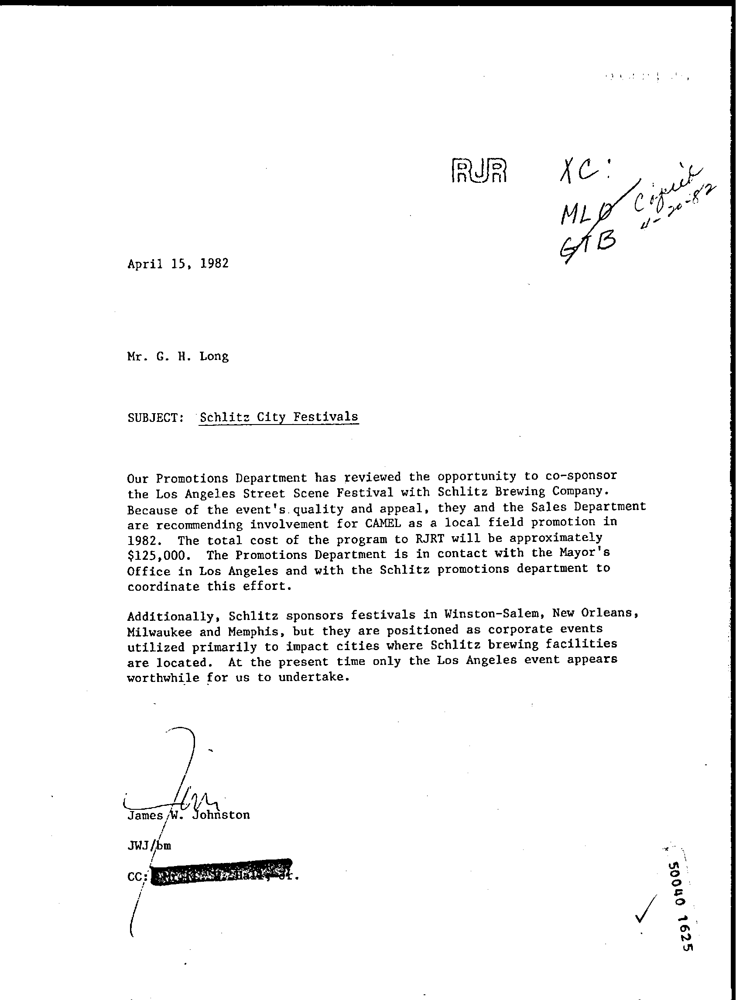 RJR
XC:
MLO
GTB
Copied
4-20-82
April 15, 1982
Mr. G. H. Long
SUBJECT: Schlitz City Festivals
Our Promotions Department has reviewed the opportunity to co-sponsor
the Los Angeles Street Scene Festival with Schlitz Brewing Company.
Because of the event's quality and appeal, they and the Sales Department
are recommending involvement for CAMEL as a local field promotion in
1982. The total cost of the program to RJRT will be approximately
$125,000. The Promotions Department is in contact with the Mayor's
Office in Los Angeles and with the Schlitz promotions department to
coordinate this effort.
Additionally, Schlitz sponsors festivals in Winston-Salem, New Orleans,
Milwaukee and Memphis, but they are positioned as corporate events
utilized primarily to impact cities where Schlitz brewing facilities
are located. At the present time only the Los Angeles event appears
worthwhile for us to undertake.
Jim
James W. Johnston
JWJ/bm
CC:
50040 1625